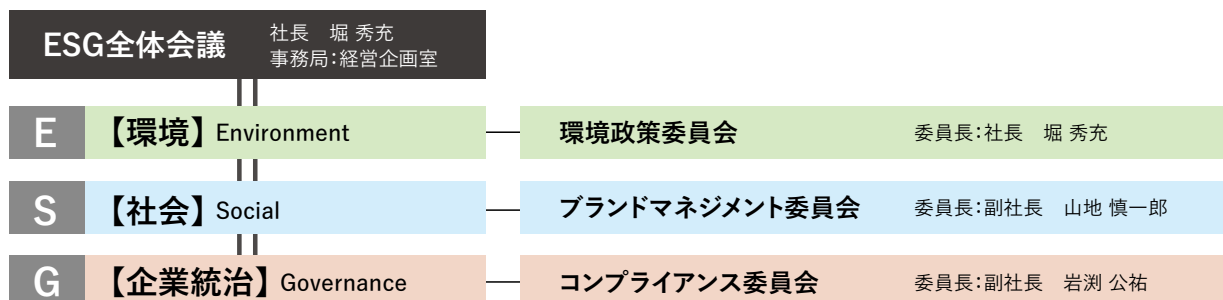 ESG全体会議
社長　堀 秀充
事務局：経営企画室
E 【環境】 Environment 環境政策委員会 委員長：社長　堀 秀充
S 【社会】 Social ブランドマネジメント委員会 委員長：副社長　山地 慎一郎
G 【企業統治】 Governance コンプライアンス委員会 委員長：副社長　岩渕 公祐